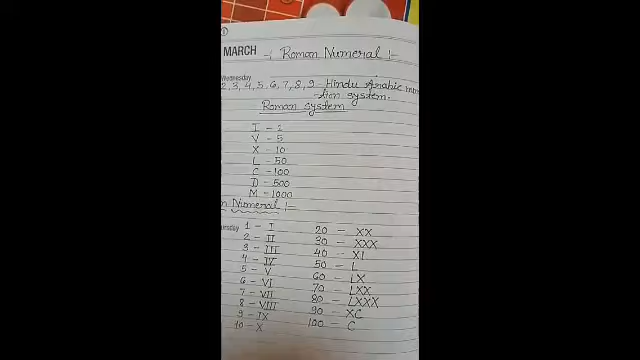 MARCH
-: Roman Numeral :-
Wednesday
2, 3, 4, 5, 6, 7, 8, 9 - Hindu Arabic
-tion system.
Roman system
I - 1
V - 5
X - 10
L - 50
C - 100
D - 500
M - 1000
Numeral :-
1 - I
2 - II
3 - III
4 - IV
5 - V
6 - VI
7 - VII
8 - VIII
9 - IX
10 - X
20 - XX
30 - XXX
40 - XL
50 - L
60 - LX
70 - LXX
80 - LXXX
90 - XC
100 - C